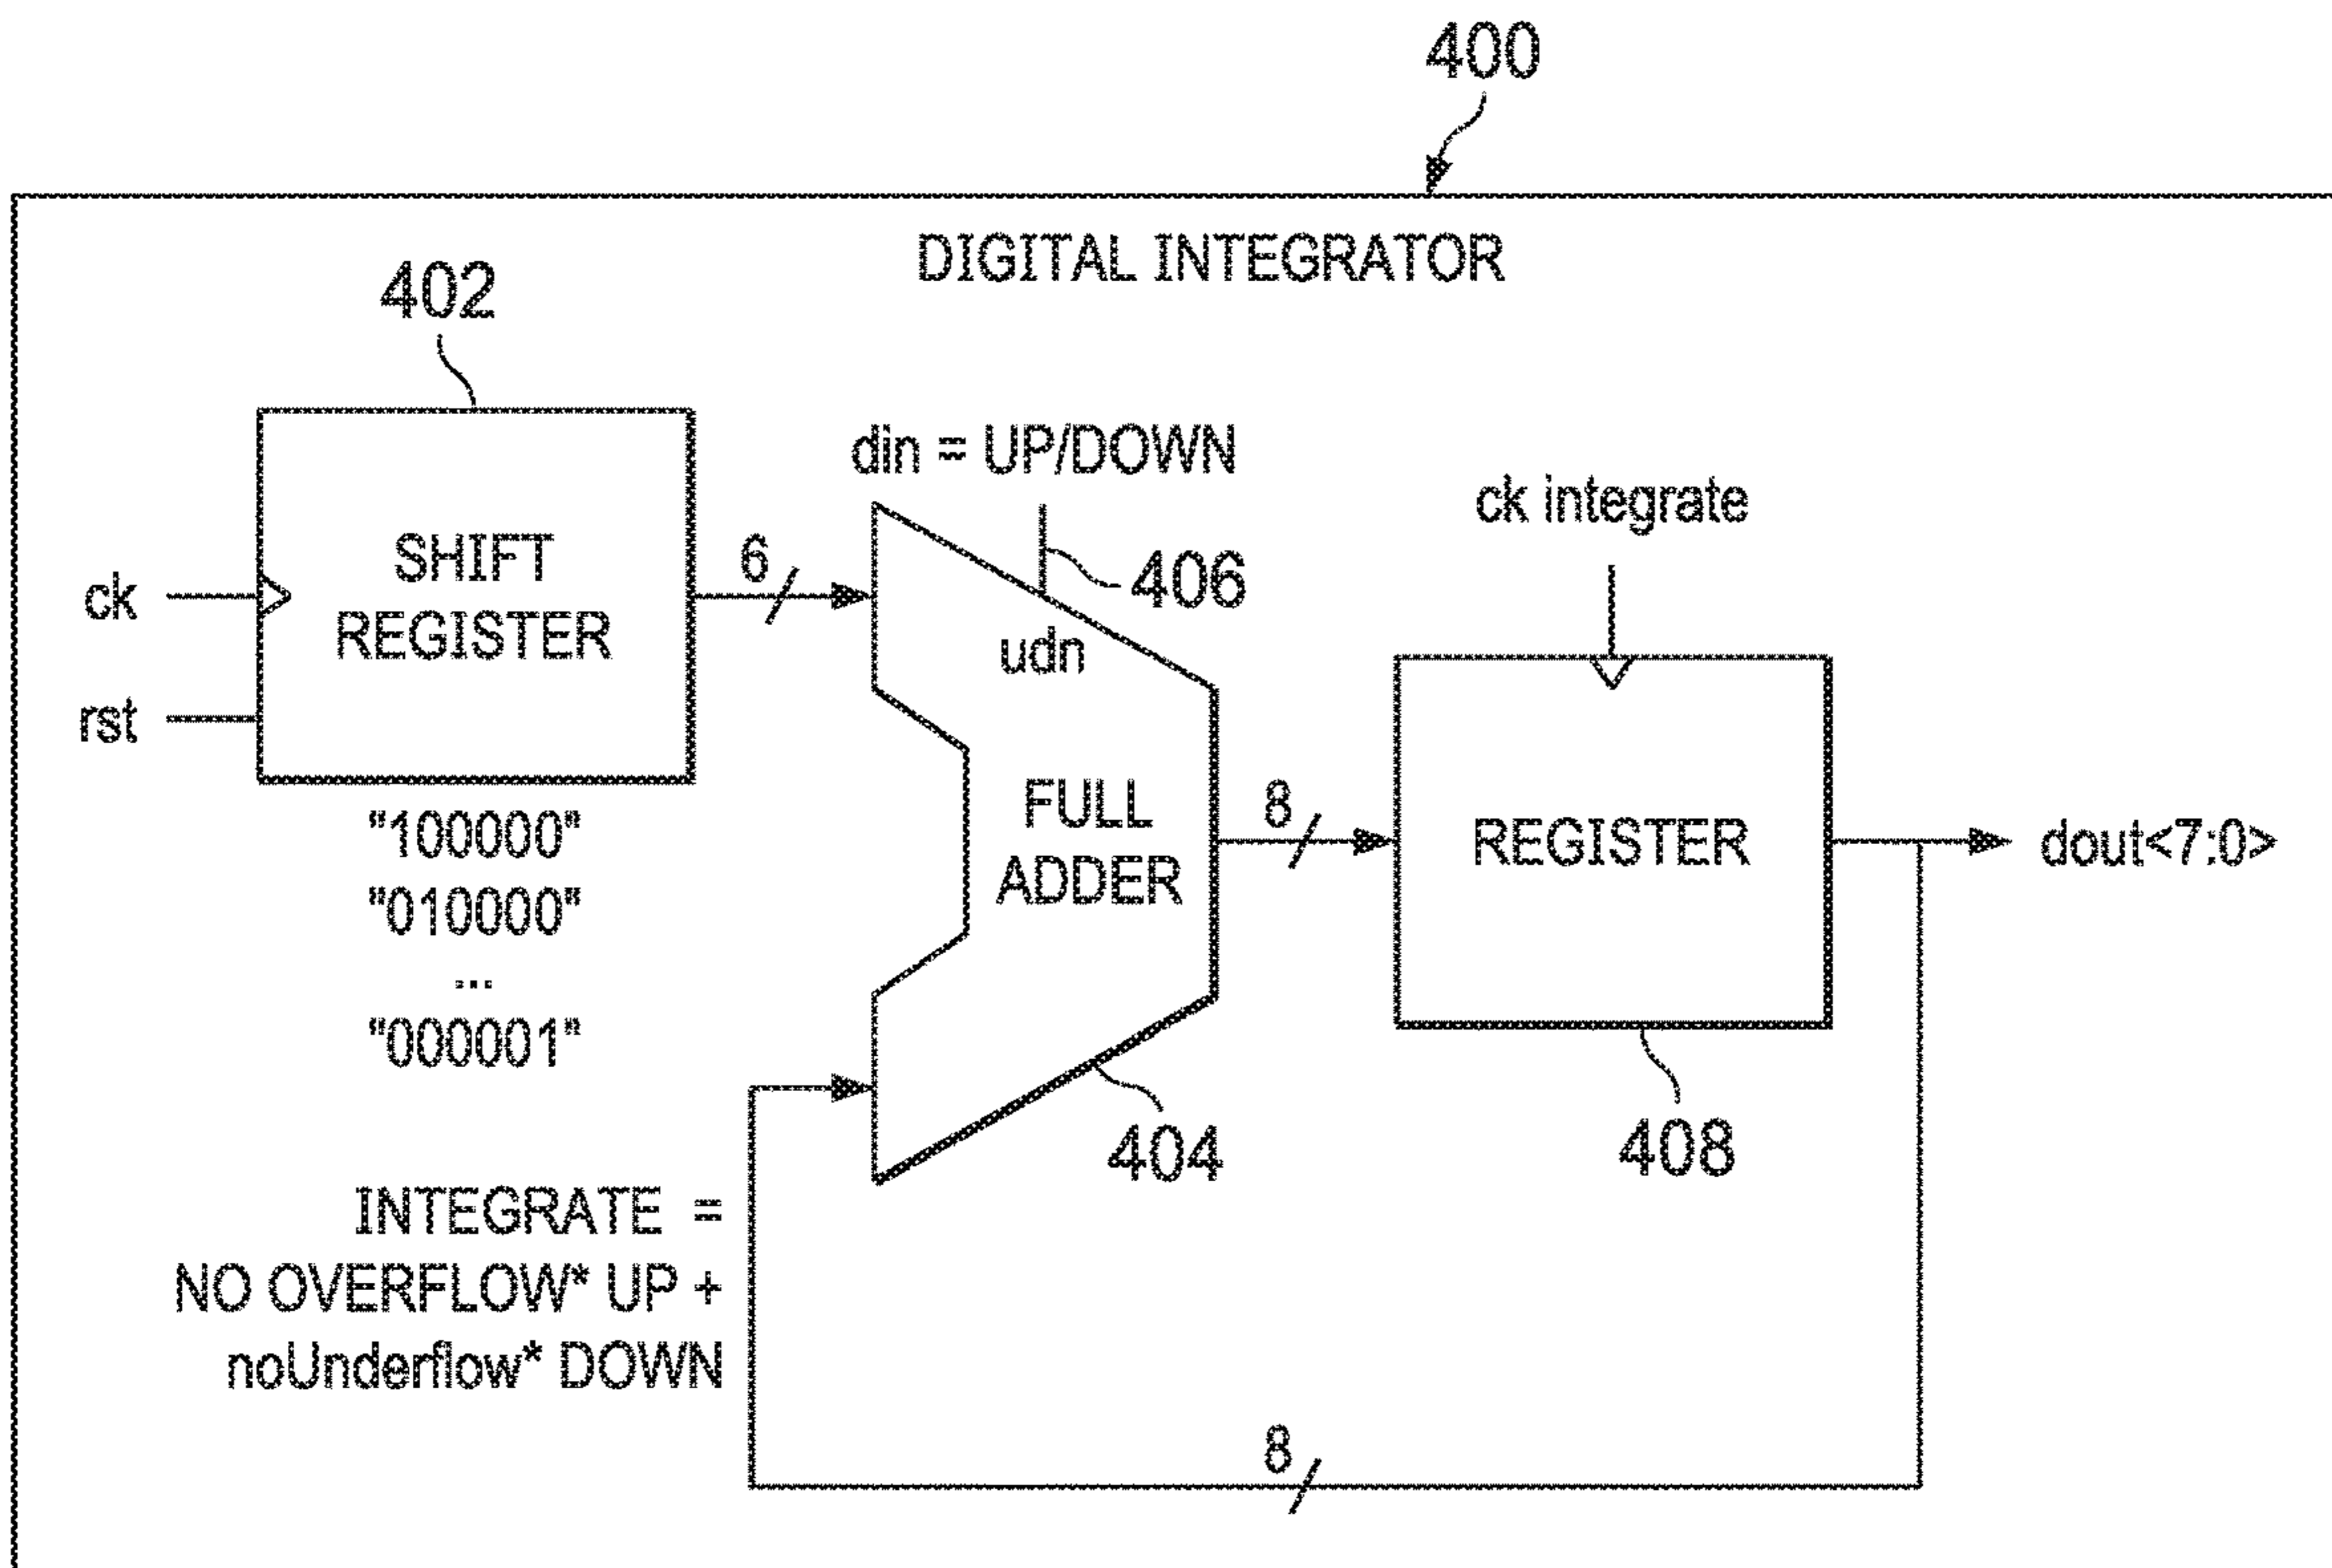 400
DIGITAL INTEGRATOR
402
din = UP/DOWN
ck integrate
ck
rst
SHIFT
REGISTER
6
406
udn
"100000"
"010000"
...
"000001"
FULL
ADDER
8
REGISTER
dout<7:0>
404
408
INTEGRATE =
NO OVERFLOW* UP +
noUnderflow* DOWN
8